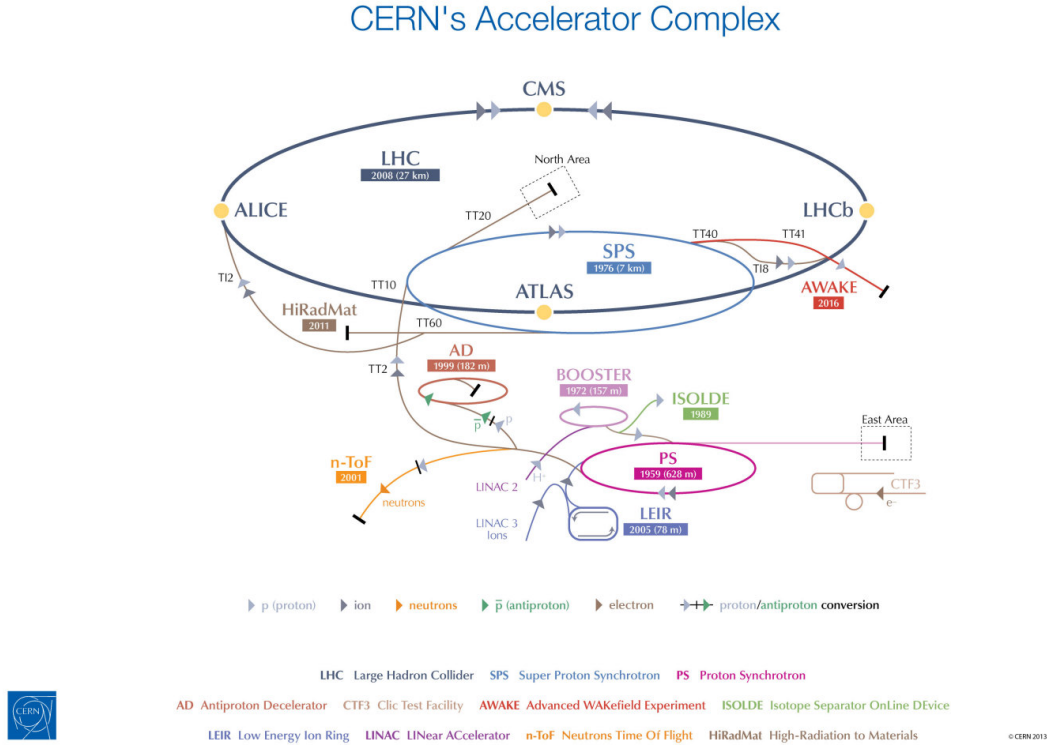 CERN's Accelerator Complex
CMS
LHC
2008 (27 km)
North Area
ALICE
LHCb
TT20
TT40
TT41
SPS
1976 (7 km)
TI8
TI2
TT10
ATLAS
AWAKE
2016
HiRadMat
2011
TT60
AD
1999 (182 m)
TT2
BOOSTER
1972 (157 m)
ISOLDE
1989
p̅
p
East Area
n-ToF
2001
PS
1959 (628 m)
H⁻
LINAC 2
neutrons
CTF3
e⁻
LEIR
2005 (78 m)
LINAC 3
Ions
p (proton)
ion
neutrons
p̅ (antiproton)
electron
proton/antiproton conversion
LHC Large Hadron Collider SPS Super Proton Synchrotron PS Proton Synchrotron
AD Antiproton Decelerator CTF3 Clic Test Facility AWAKE Advanced WAKefield Experiment ISOLDE Isotope Separator OnLine DEvice
LEIR Low Energy Ion Ring LINAC LINear ACcelerator n-ToF Neutrons Time Of Flight HiRadMat High-Radiation to Materials
CERN
© CERN 2013